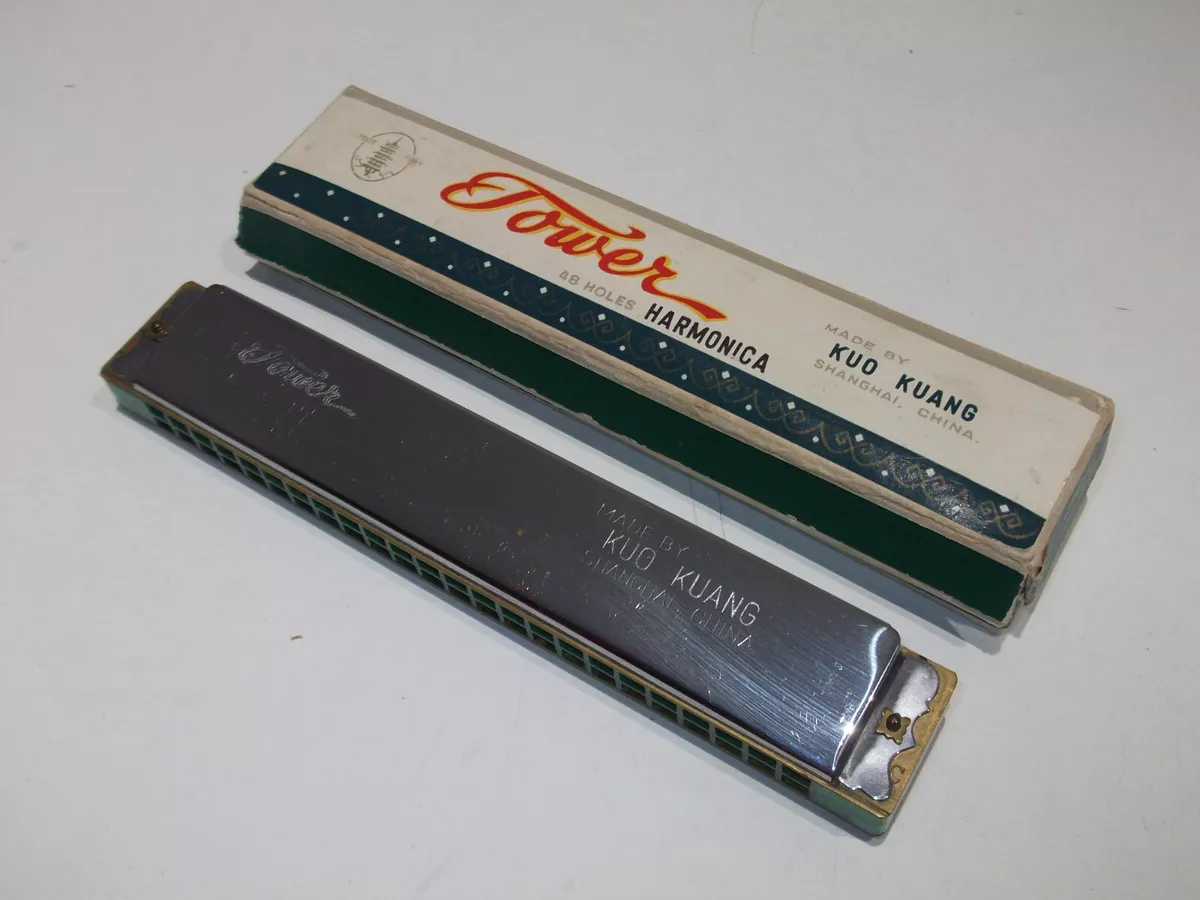 Tower
48 HOLES HARMONICA
MADE BY
KUO KUANG
SHANGHAI, CHINA.
Tower
MADE BY
KUO KUANG
SHANGHAI, CHINA
C